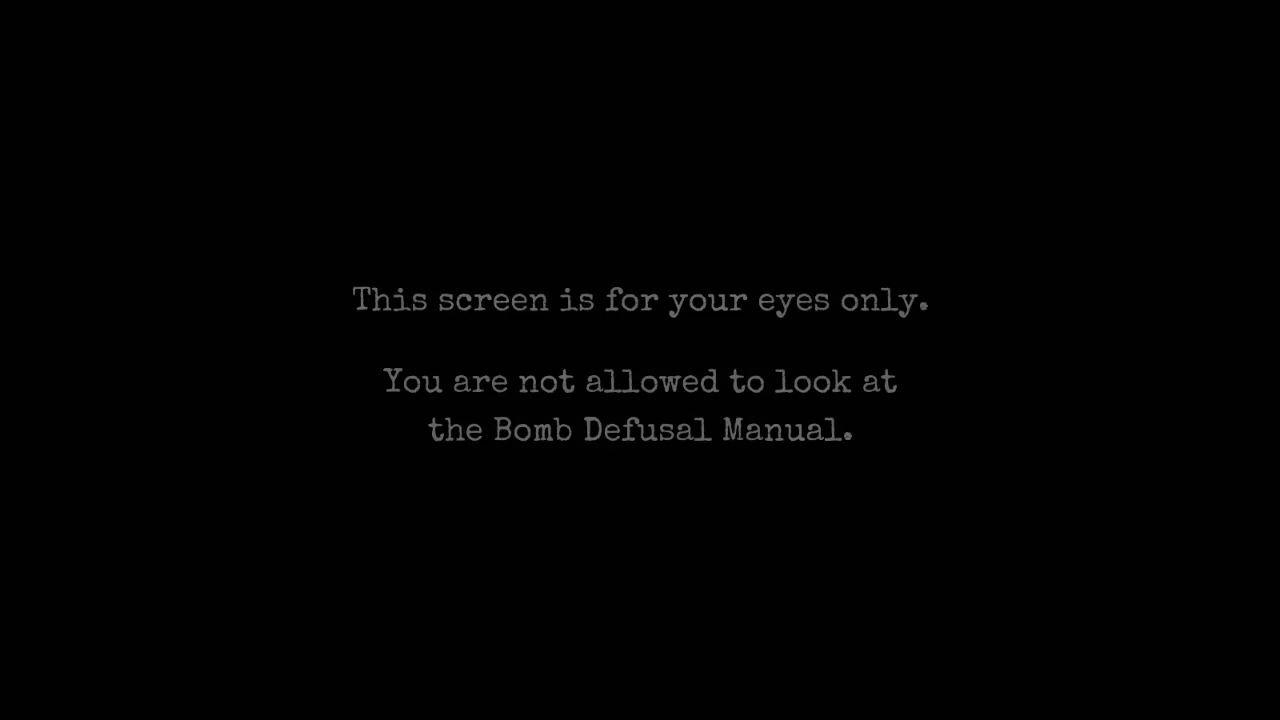 This screen is for your eyes only.
You are not allowed to look at
the Bomb Defusal Manual.